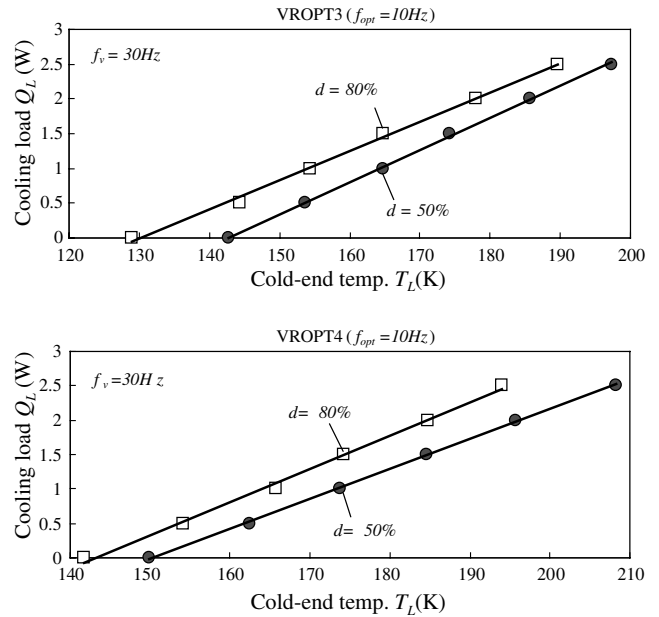 VROPT3 ( f_opt =10Hz)
3
2.5
2
1.5
1
0.5
0
Cooling load Q_L (W)
f_v = 30Hz
d = 80%
d = 50%
120 130 140 150 160 170 180 190 200
Cold-end temp. T_L(K)
VROPT4 ( f_opt =10Hz)
3
2.5
2
1.5
1
0.5
0
Cooling load Q_L (W)
f_v =30H z
d= 80%
d= 50%
140 150 160 170 180 190 200 210
Cold-end temp. T_L(K)